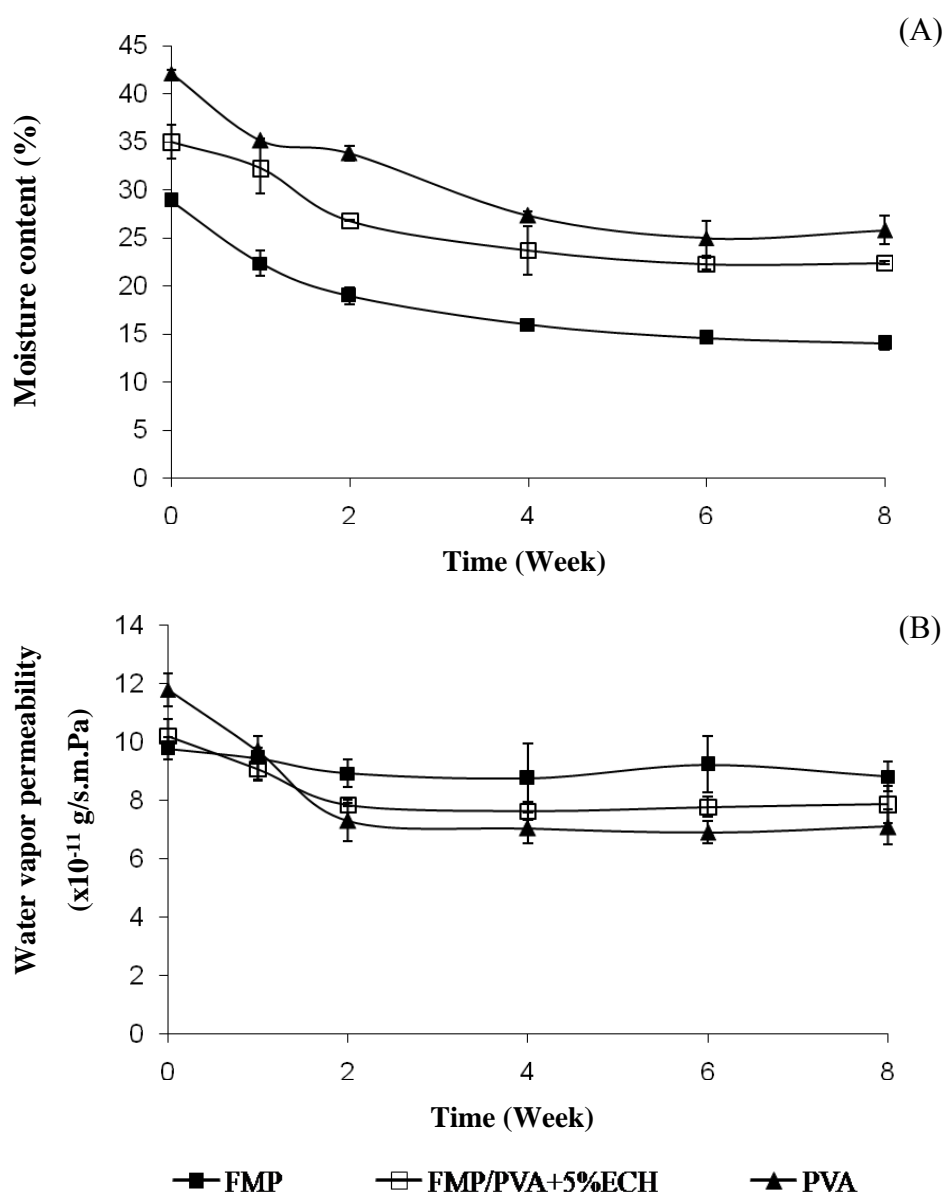 (A)
45
40
35
30
25
20
15
10
5
0
Moisture content (%)
0 2 4 6 8
Time (Week)
(B)
14
12
10
8
6
4
2
0
Water vapor permeability
(x10⁻¹¹ g/s.m.Pa)
0 2 4 6 8
Time (Week)
FMP FMP/PVA+5%ECH PVA